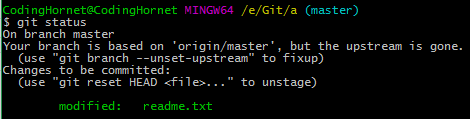 CodingHornet@CodingHornet MINGW64 /e/Git/a (master)
$ git status
On branch master
Your branch is based on 'origin/master', but the upstream is gone.
  (use "git branch --unset-upstream" to fixup)
Changes to be committed:
  (use "git reset HEAD <file>..." to unstage)
        modified:   readme.txt